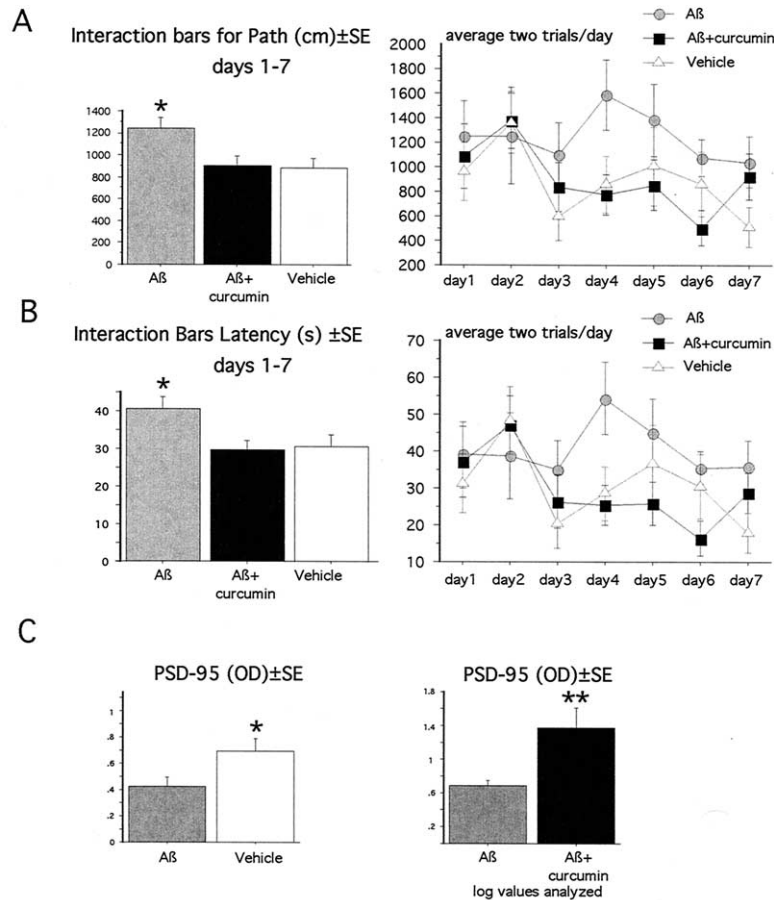 A
Interaction bars for Path (cm)±SE
days 1-7
*
1400
1200
1000
800
600
400
200
0
Aß
Aß+
curcumin
Vehicle
average two trials/day
Aß
Aß+curcumin
Vehicle
2000
1800
1600
1400
1200
1000
800
600
400
200
day1 day2 day3 day4 day5 day6 day7
B
Interaction Bars Latency (s) ±SE
days 1-7
*
40
30
20
10
0
Aß
Aß+
curcumin
Vehicle
average two trials/day
Aß
Aß+curcumin
Vehicle
70
60
50
40
30
20
10
day1 day2 day3 day4 day5 day6 day7
C
PSD-95 (OD)±SE
*
1
.8
.6
.4
.2
0
Aß
Vehicle
PSD-95 (OD)±SE
**
1.8
1.4
1
.6
.2
Aß
Aß+
curcumin
log values analyzed